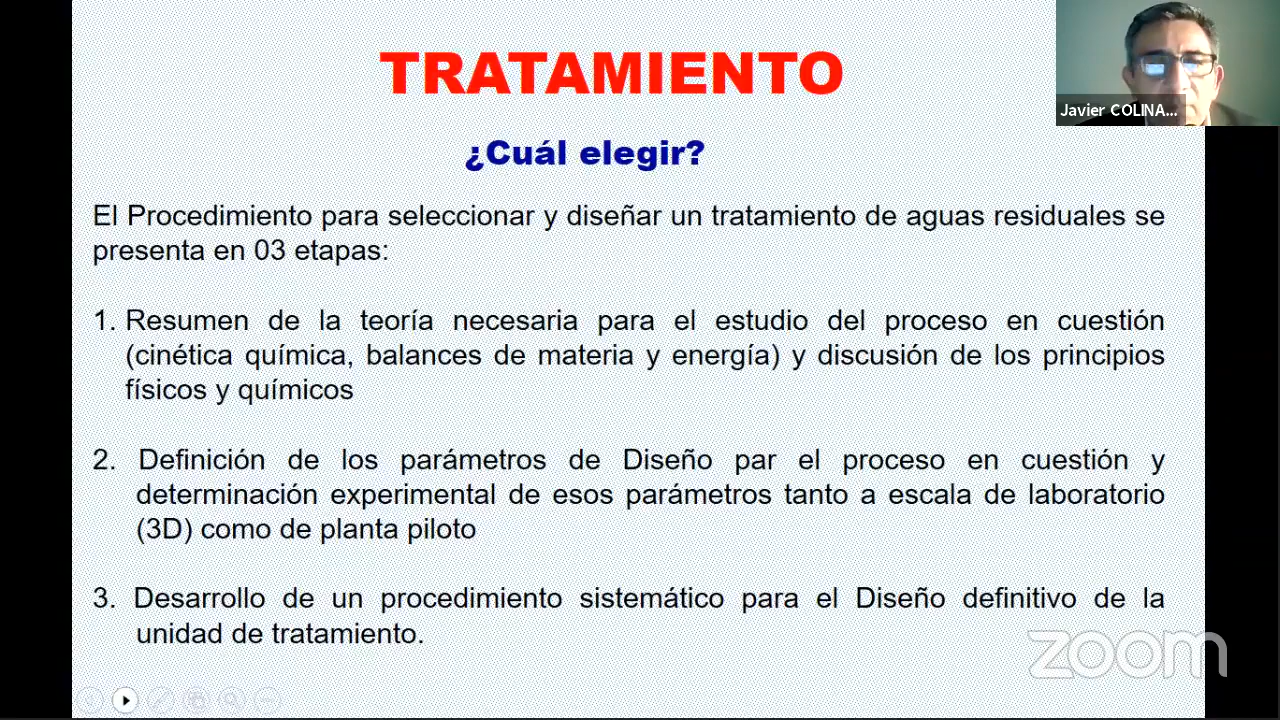 TRATAMIENTO
¿Cuál elegir?
Javier COLINA...
El Procedimiento para seleccionar y diseñar un tratamiento de aguas residuales se
presenta en 03 etapas:
1. Resumen de la teoría necesaria para el estudio del proceso en cuestión
(cinética química, balances de materia y energía) y discusión de los principios
físicos y químicos
2. Definición de los parámetros de Diseño par el proceso en cuestión y
determinación experimental de esos parámetros tanto a escala de laboratorio
(3D) como de planta piloto
3. Desarrollo de un procedimiento sistemático para el Diseño definitivo de la
unidad de tratamiento.
zoom